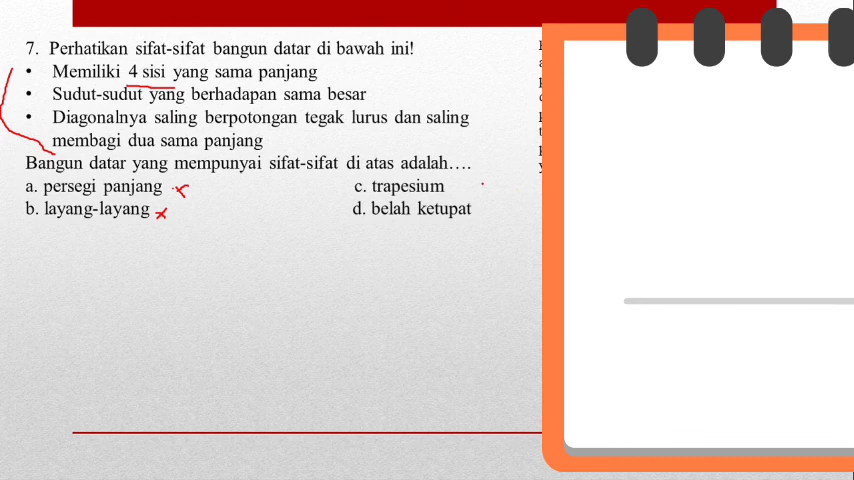 7. Perhatikan sifat-sifat bangun datar di bawah ini!
• Memiliki 4 sisi yang sama panjang
• Sudut-sudut yang berhadapan sama besar
• Diagonalnya saling berpotongan tegak lurus dan saling
membagi dua sama panjang
Bangun datar yang mempunyai sifat-sifat di atas adalah….
a. persegi panjang c. trapesium
b. layang-layang d. belah ketupat